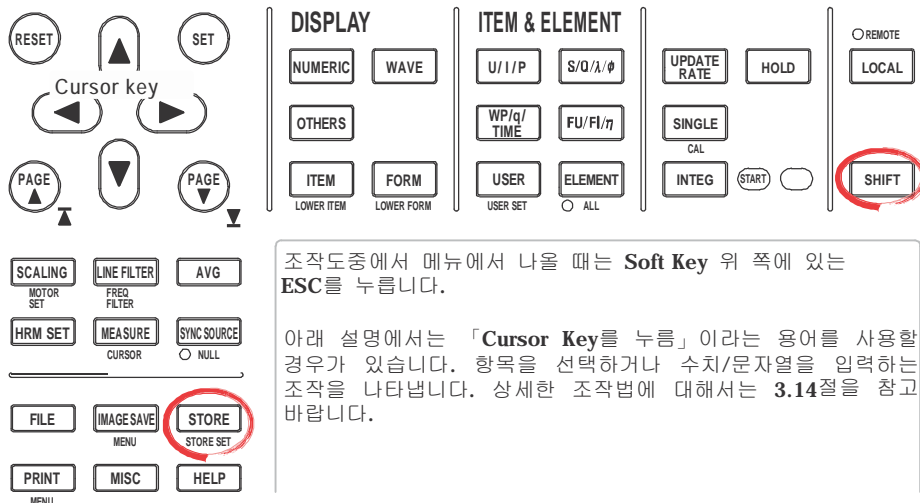 RESET
SET
Cursor key
PAGE
PAGE
DISPLAY
NUMERIC
WAVE
OTHERS
ITEM
FORM
LOWER ITEM
LOWER FORM
ITEM & ELEMENT
U/I/P
S/Q/λ/φ
WP/q/
TIME
FU/FI/η
USER
ELEMENT
USER SET
ALL
UPDATE
RATE
HOLD
SINGLE
CAL
INTEG
START
REMOTE
LOCAL
SHIFT
SCALING
LINE FILTER
AVG
MOTOR
SET
FREQ
FILTER
HRM SET
MEASURE
SYNC SOURCE
CURSOR
NULL
FILE
IMAGE SAVE
STORE
MENU
STORE SET
PRINT
MISC
HELP
MENU
조작도중에서 메뉴에서 나올 때는 Soft Key 위 쪽에 있는
ESC를 누릅니다.
아래 설명에서는 「Cursor Key를 누름」이라는 용어를 사용할
경우가 있습니다. 항목을 선택하거나 수치/문자열을 입력하는
조작을 나타냅니다. 상세한 조작법에 대해서는 3.14절을 참고
바랍니다.